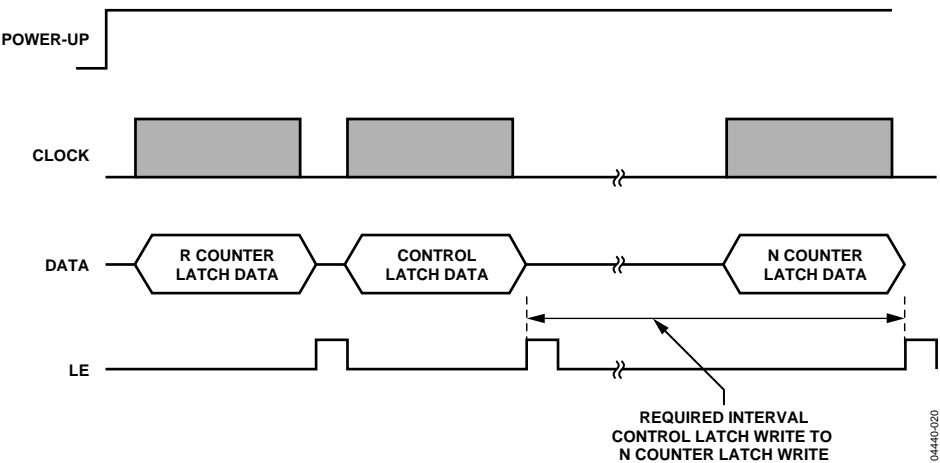 POWER-UP
CLOCK
DATA
R COUNTER
LATCH DATA
CONTROL
LATCH DATA
N COUNTER
LATCH DATA
LE
REQUIRED INTERVAL
CONTROL LATCH WRITE TO
N COUNTER LATCH WRITE
04440-020